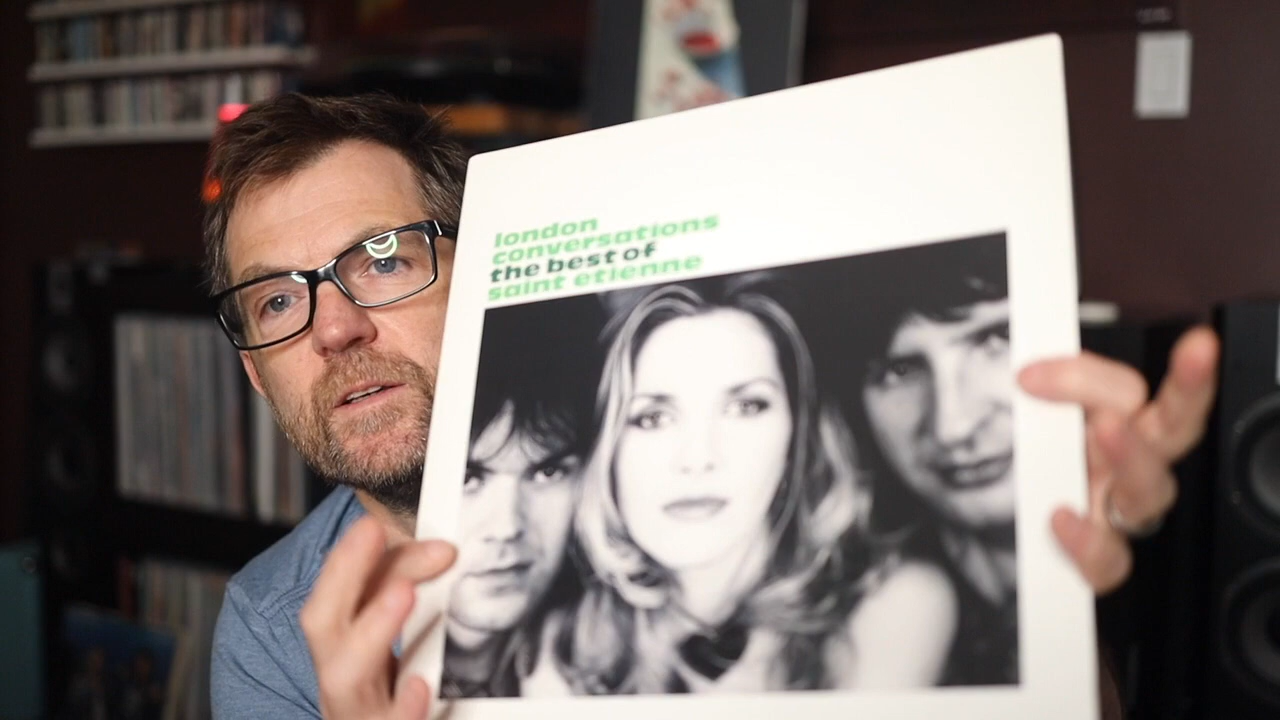 london
conversations
the best of
saint etienne